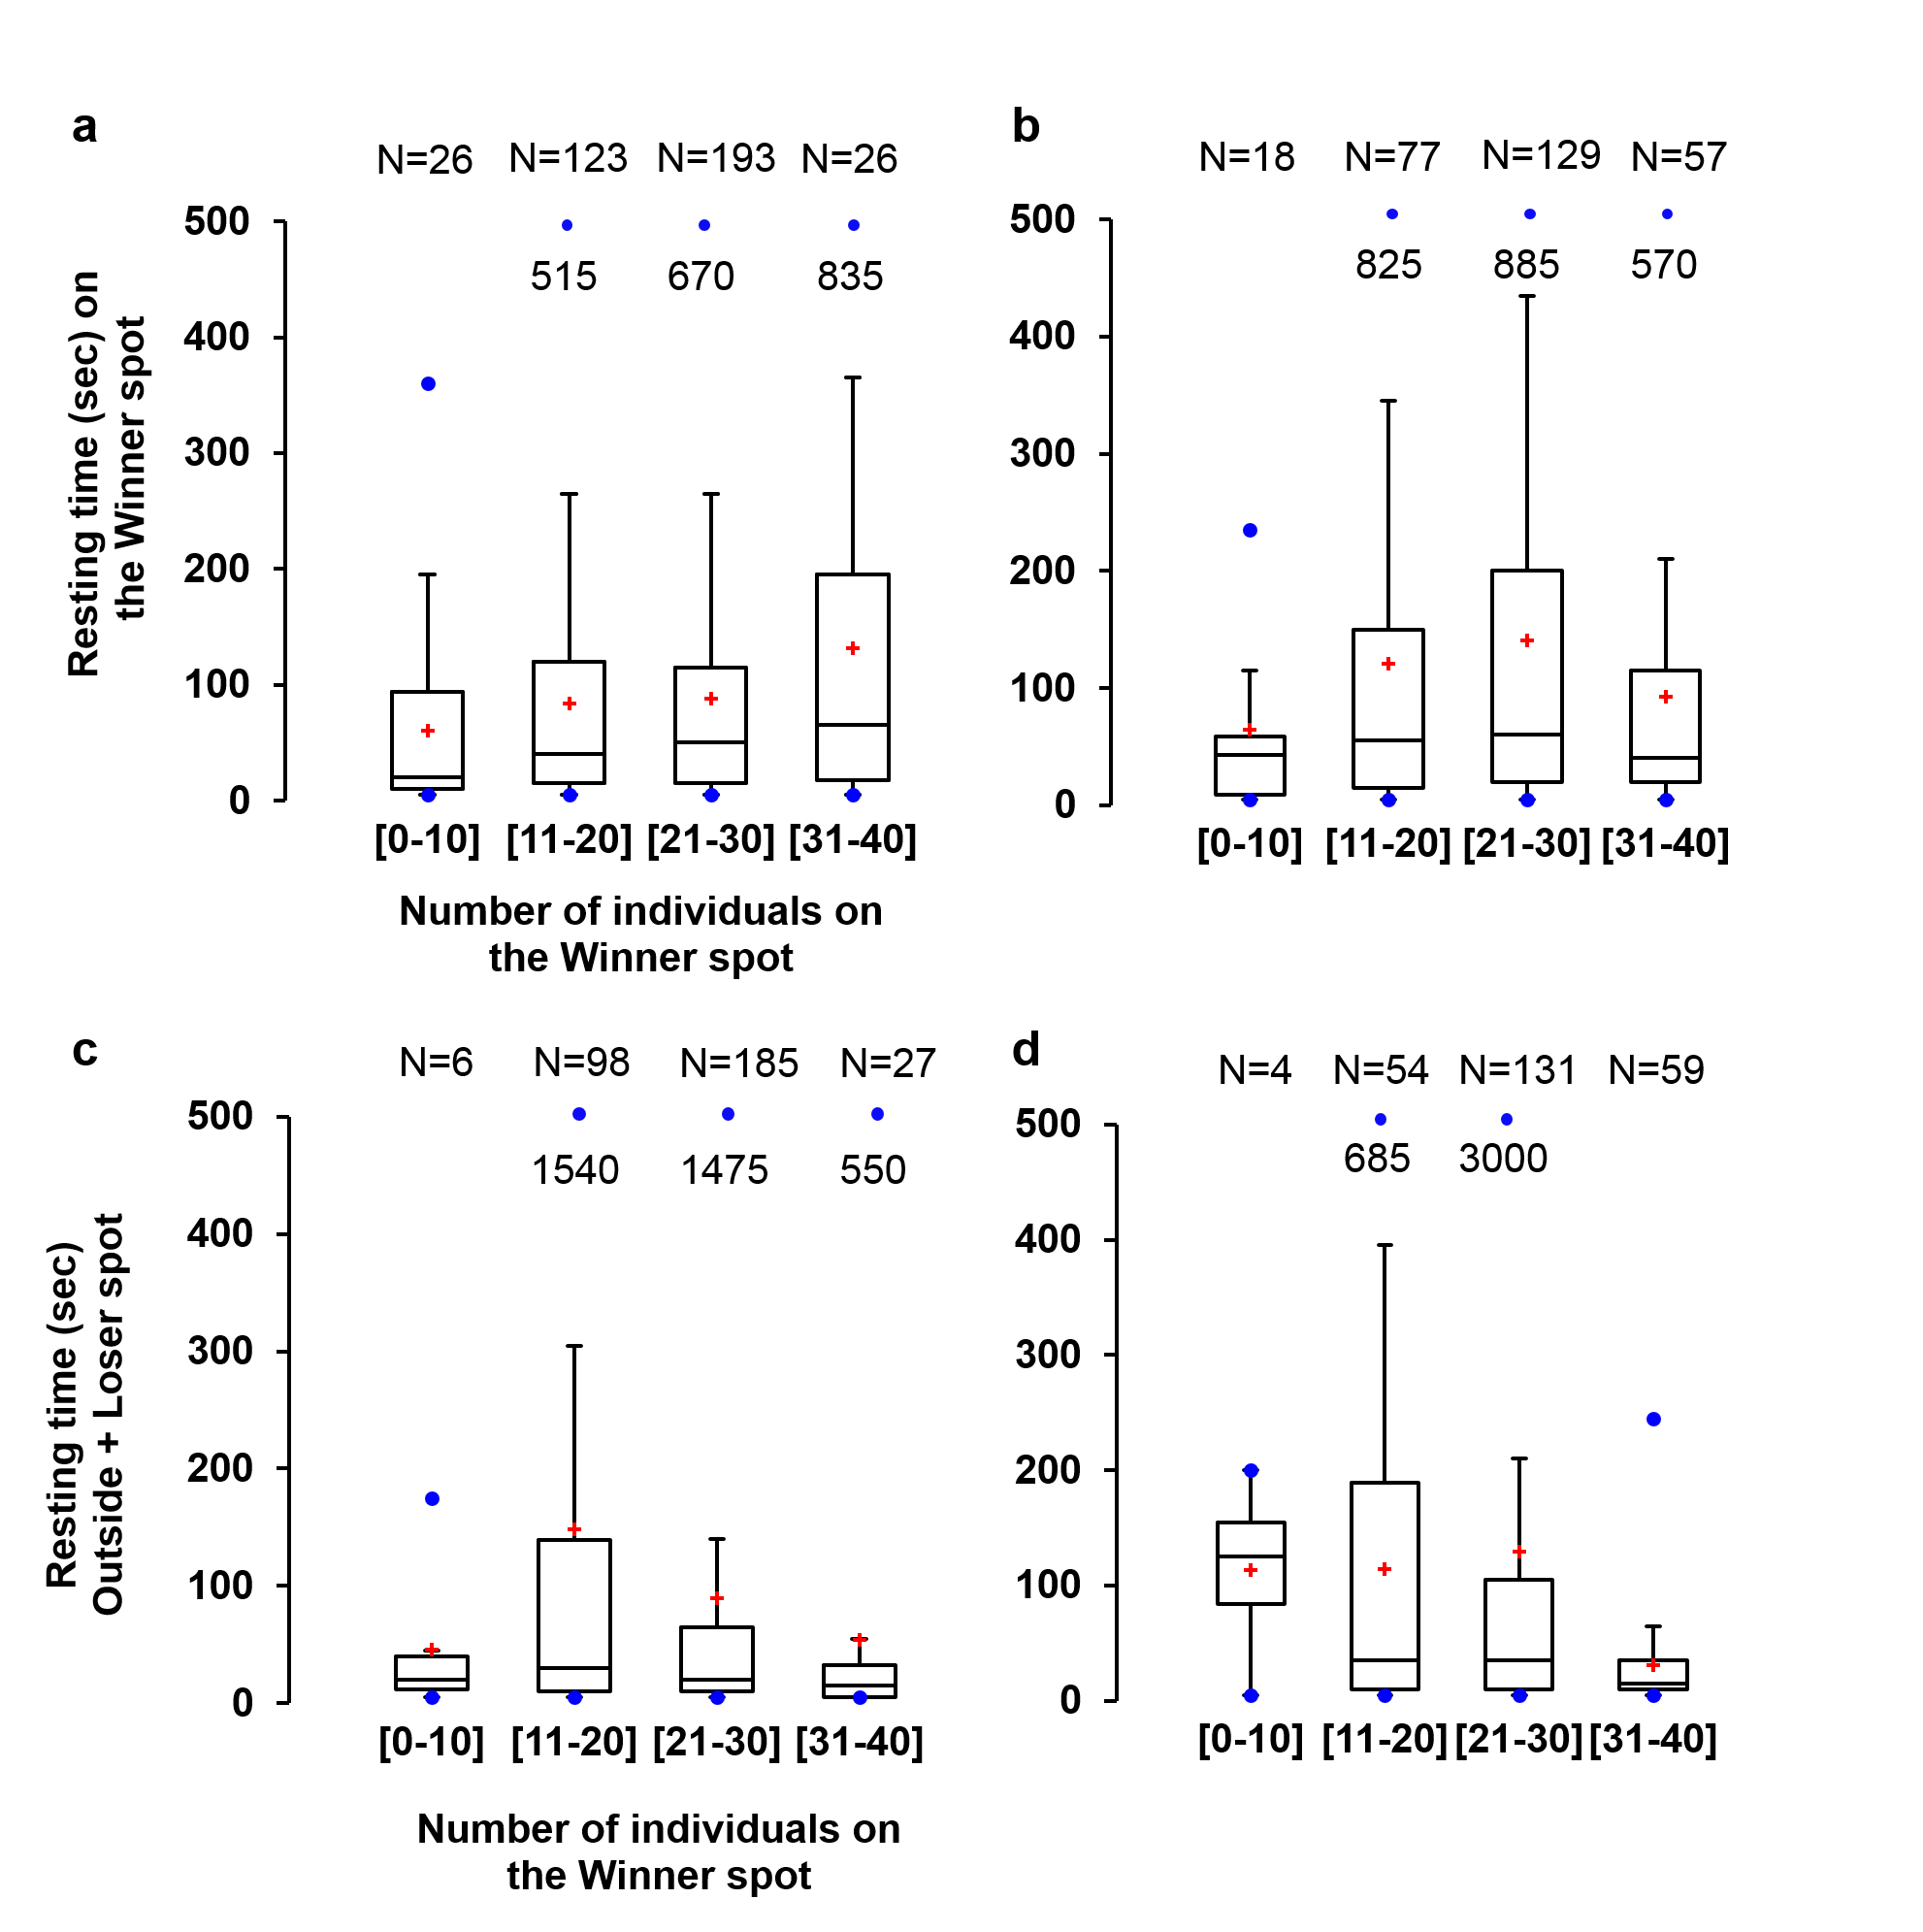 a
N=26 N=123 N=193 N=26
500
515 670 835
400
300
200
100
0
Resting time (sec) on
the Winner spot
[0-10] [11-20] [21-30] [31-40]
Number of individuals on
the Winner spot
b
N=18 N=77 N=129 N=57
500
825 885 570
400
300
200
100
0
[0-10] [11-20] [21-30] [31-40]
c
N=6 N=98 N=185 N=27
500
1540 1475 550
400
300
200
100
0
Resting time (sec)
Outside + Loser spot
[0-10] [11-20] [21-30] [31-40]
Number of individuals on
the Winner spot
d
N=4 N=54 N=131 N=59
500
685 3000
400
300
200
100
0
[0-10] [11-20] [21-30] [31-40]